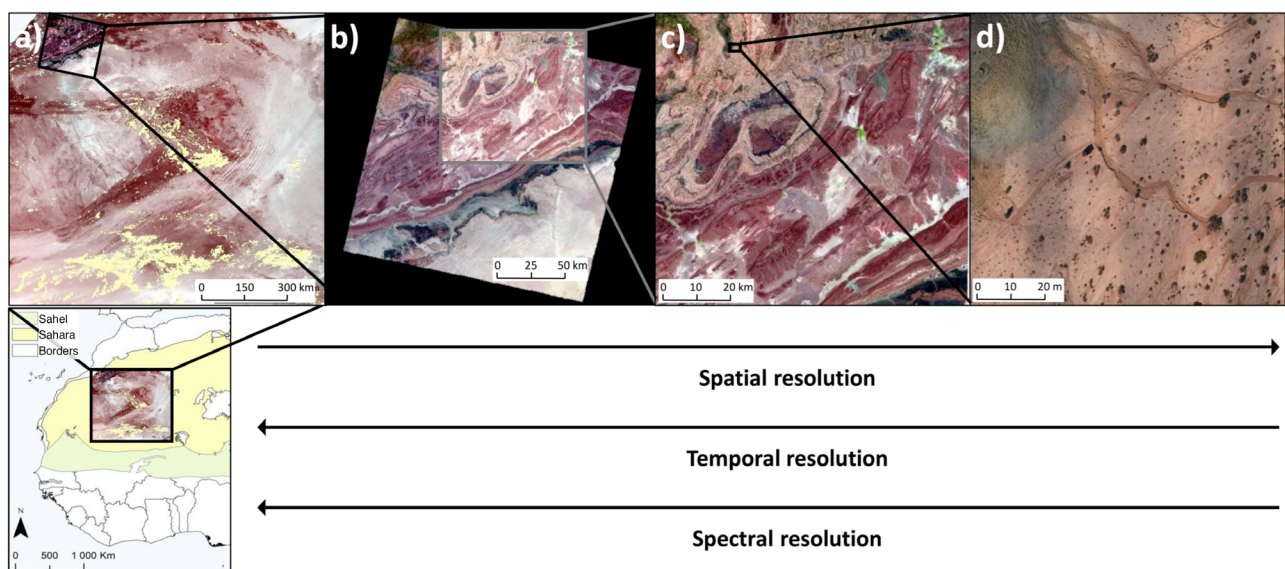 a)
b)
c)
d)
0 150 300 km
0 25 50 km
0 10 20 km
0 10 20 m
Sahel
Sahara
Borders
N
0 500 1 000 Km
Spatial resolution
Temporal resolution
Spectral resolution